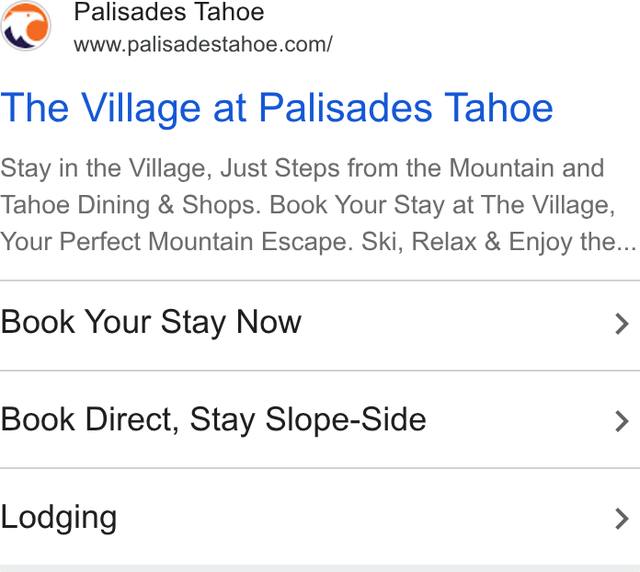 Palisades Tahoe
www.palisadestahoe.com/
The Village at Palisades Tahoe
Stay in the Village, Just Steps from the Mountain and
Tahoe Dining & Shops. Book Your Stay at The Village,
Your Perfect Mountain Escape. Ski, Relax & Enjoy the...
Book Your Stay Now
Book Direct, Stay Slope-Side
Lodging